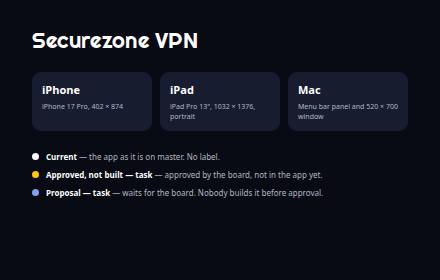 Securezone VPN
iPhone
iPhone 17 Pro, 402 × 874
iPad
iPad Pro 13", 1032 × 1376,
portrait
Mac
Menu bar panel and 520 × 700
window
Current — the app as it is on master. No label.
Approved, not built — task — approved by the board, not in the app yet.
Proposal — task — waits for the board. Nobody builds it before approval.